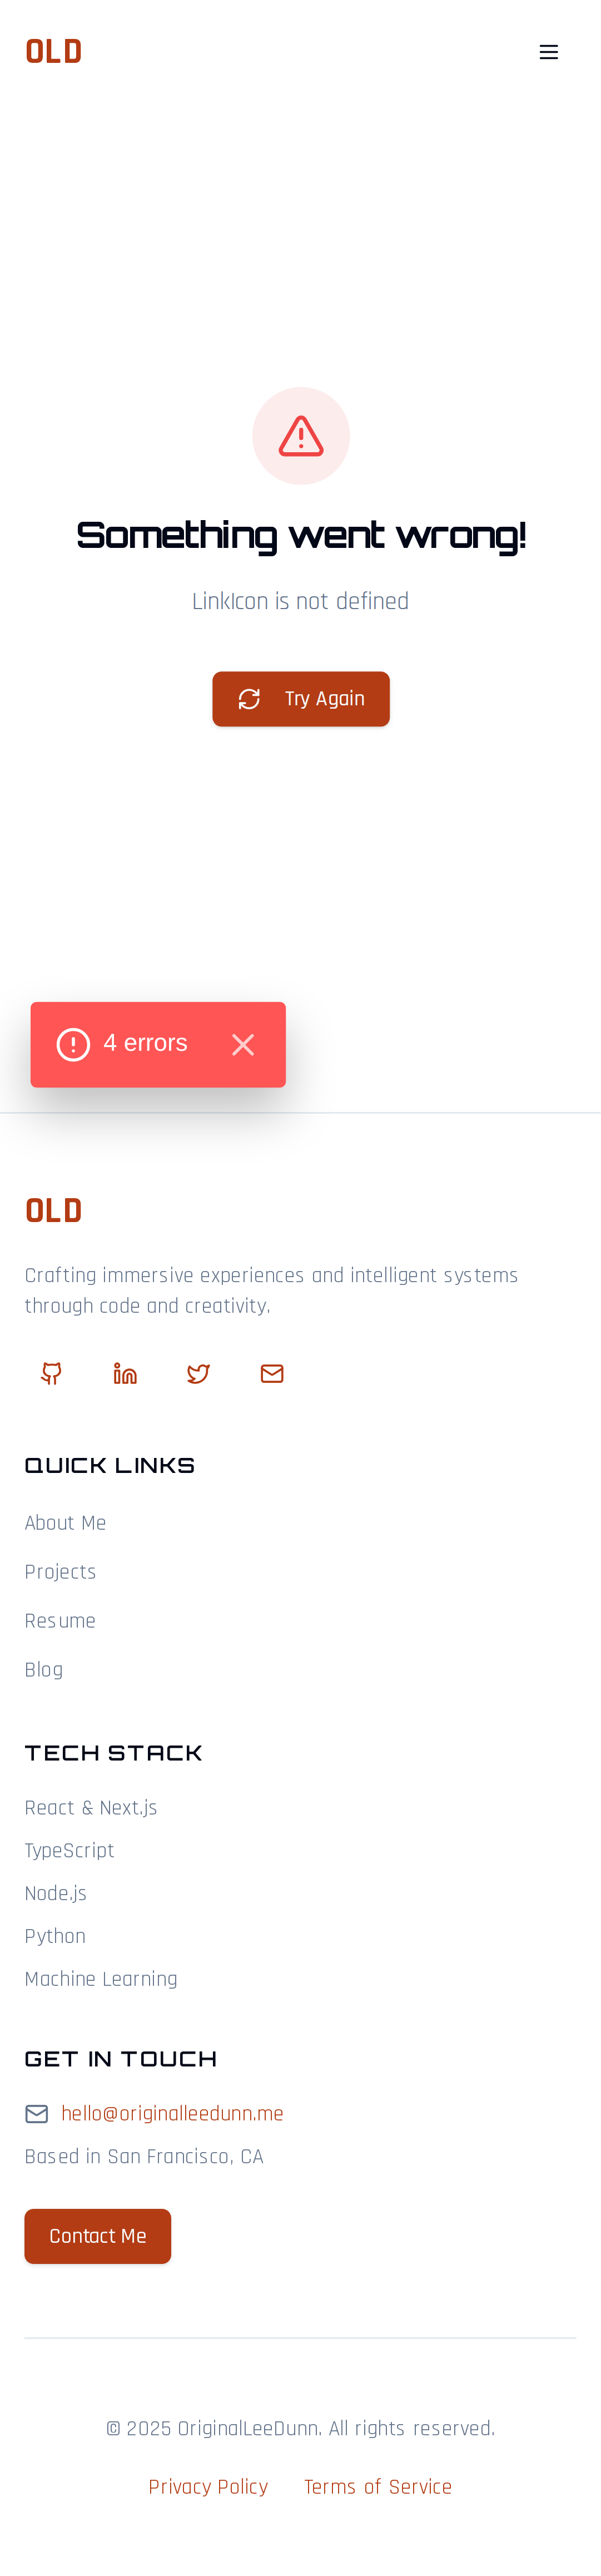 OLD
Something went wrong!
LinkIcon is not defined
Try Again
4 errors
OLD
Crafting immersive experiences and intelligent systems
through code and creativity.
QUICK LINKS
About Me
Projects
Resume
Blog
TECH STACK
React & Next.js
TypeScript
Node.js
Python
Machine Learning
GET IN TOUCH
hello@originalleedunn.me
Based in San Francisco, CA
Contact Me
© 2025 OriginalLeeDunn. All rights reserved.
Privacy Policy Terms of Service